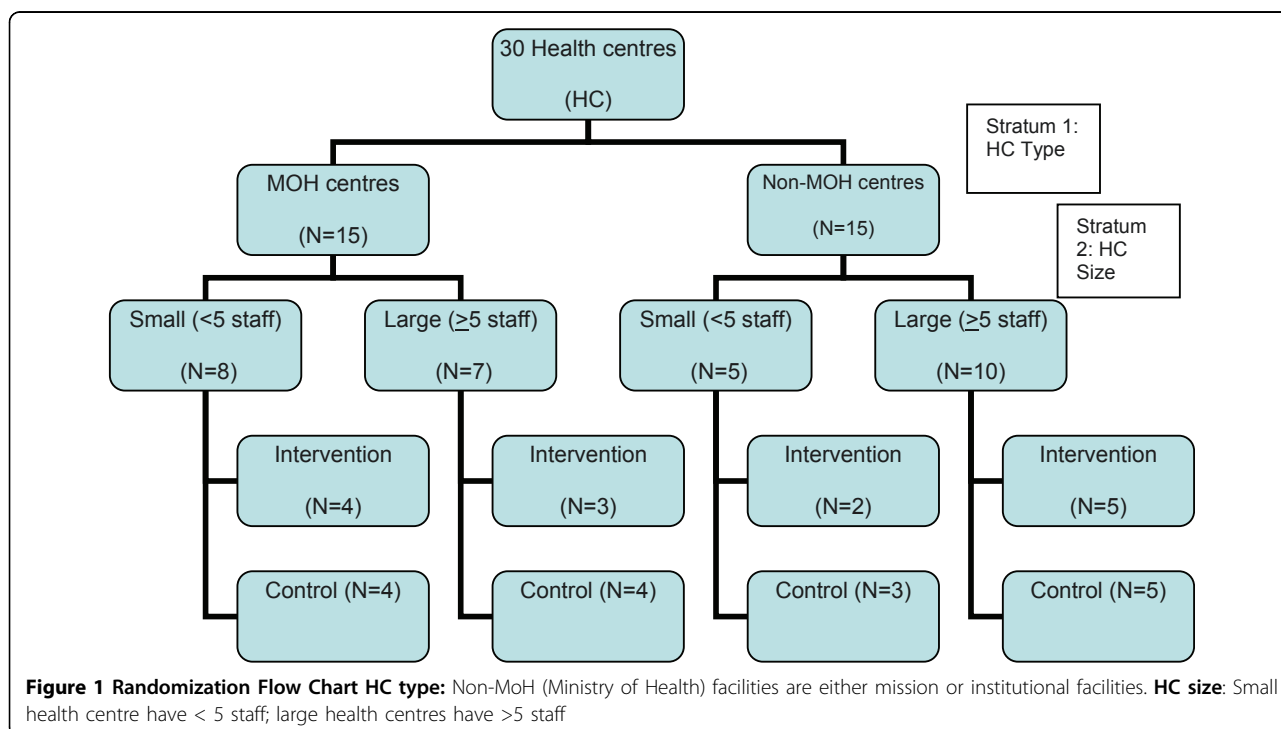 30 Health centres
(HC)
Stratum 1:
HC Type
MOH centres
(N=15)
Non-MOH centres
(N=15)
Stratum
2: HC
Size
Small (<5 staff)
(N=8)
Large (≥5 staff)
(N=7)
Small (<5 staff)
(N=5)
Large (≥5 staff)
(N=10)
Intervention
(N=4)
Intervention
(N=3)
Intervention
(N=2)
Intervention
(N=5)
Control (N=4)
Control (N=4)
Control (N=3)
Control (N=5)
Figure 1 Randomization Flow Chart HC type: Non-MoH (Ministry of Health) facilities are either mission or institutional facilities. HC size: Small
health centre have < 5 staff; large health centres have >5 staff